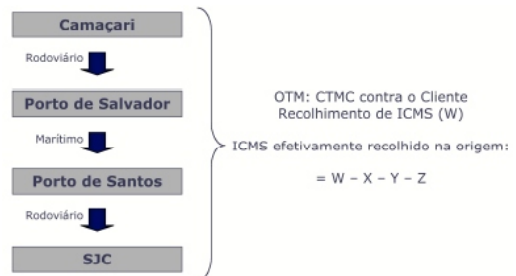 Camaçari
Rodoviário
Porto de Salvador
Marítimo
Porto de Santos
Rodoviário
SJC
OTM: CTMC contra o Cliente
Recolhimento de ICMS (W)
ICMS efetivamente recolhido na origem:
= W – X – Y – Z